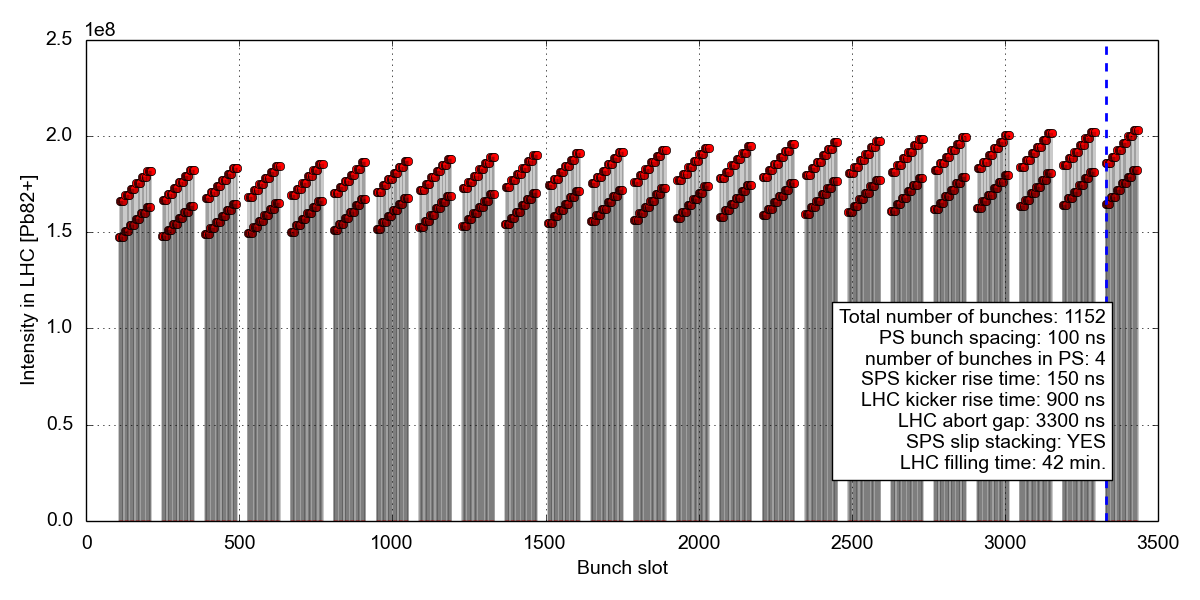 1e8
2.5
2.0
1.5
1.0
0.5
0.0
Intensity in LHC [Pb82+]
Total number of bunches: 1152
PS bunch spacing: 100 ns
number of bunches in PS: 4
SPS kicker rise time: 150 ns
LHC kicker rise time: 900 ns
LHC abort gap: 3300 ns
SPS slip stacking: YES
LHC filling time: 42 min.
0 500 1000 1500 2000 2500 3000 3500
Bunch slot